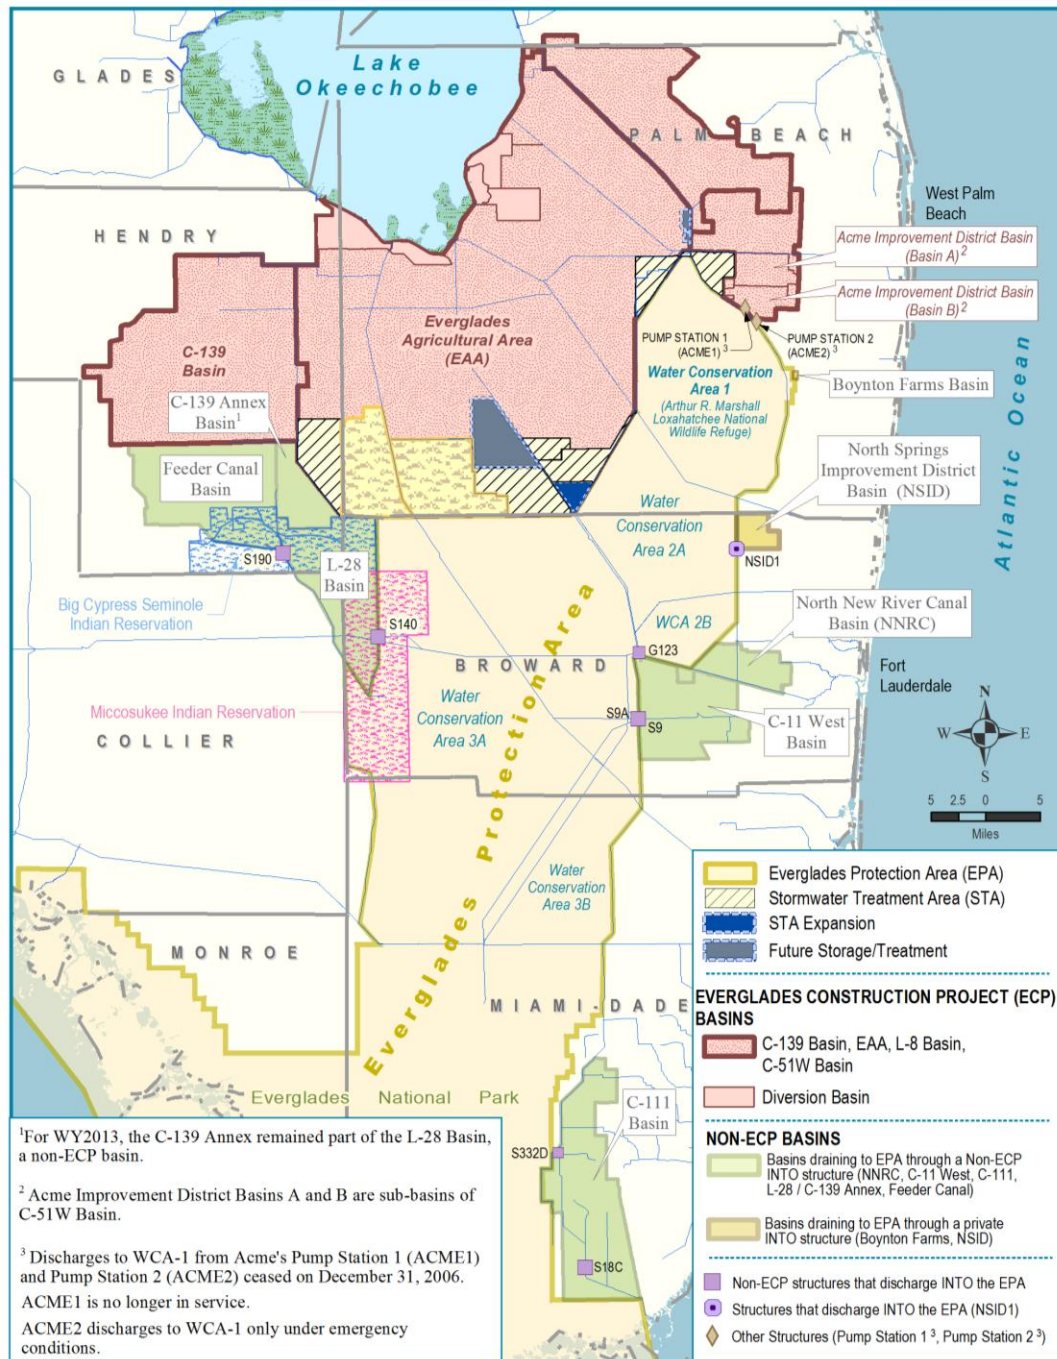 Lake
Okeechobee
GLADES
PALM BEACH
West Palm
Beach
HENDRY
Acme Improvement District Basin
(Basin A)²
Acme Improvement District Basin
(Basin B)²
Everglades
Agricultural Area
(EAA)
PUMP STATION 1
(ACME1) ³
PUMP STATION 2
(ACME2) ³
C-139
Basin
Water Conservation
Area 1
(Arthur R. Marshall
Loxahatchee National
Wildlife Refuge)
Boynton Farms Basin
C-139 Annex
Basin¹
Feeder Canal
Basin
North Springs
Improvement District
Basin (NSID)
Atlantic Ocean
Water
Conservation
Area 2A
S190
L-28
Basin
NSID1
Big Cypress Seminole
Indian Reservation
S140
WCA 2B
North New River Canal
Basin (NNRC)
G123
BROWARD
Fort
Lauderdale
Miccosukee Indian Reservation
Water
Conservation
Area 3A
S9A
S9
C-11 West
Basin
COLLIER
N
W
E
S
5 2.5 0 5
Miles
Everglades Protection Area
Water
Conservation
Area 3B
MONROE
MIAMI-DADE
Everglades National Park
C-111
Basin
S332D
S18C
Everglades Protection Area (EPA)
Stormwater Treatment Area (STA)
STA Expansion
Future Storage/Treatment
EVERGLADES CONSTRUCTION PROJECT (ECP)
BASINS
C-139 Basin, EAA, L-8 Basin,
C-51W Basin
Diversion Basin
NON-ECP BASINS
Basins draining to EPA through a Non-ECP
INTO structure (NNRC, C-11 West, C-111,
L-28 / C-139 Annex, Feeder Canal)
Basins draining to EPA through a private
INTO structure (Boynton Farms, NSID)
Non-ECP structures that discharge INTO the EPA
Structures that discharge INTO the EPA (NSID1)
Other Structures (Pump Station 1 ³, Pump Station 2 ³)
¹For WY2013, the C-139 Annex remained part of the L-28 Basin,
a non-ECP basin.
² Acme Improvement District Basins A and B are sub-basins of
C-51W Basin.
³ Discharges to WCA-1 from Acme's Pump Station 1 (ACME1)
and Pump Station 2 (ACME2) ceased on December 31, 2006.
ACME1 is no longer in service.
ACME2 discharges to WCA-1 only under emergency
conditions.